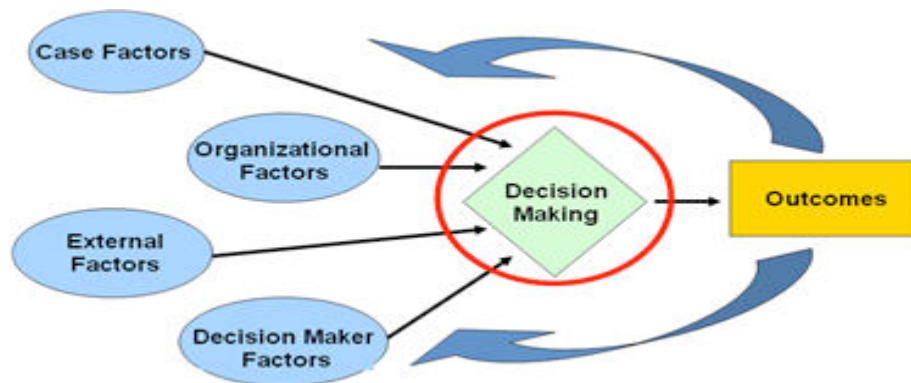 Case Factors
Organizational
Factors
External
Factors
Decision Maker
Factors
Decision
Making
Outcomes